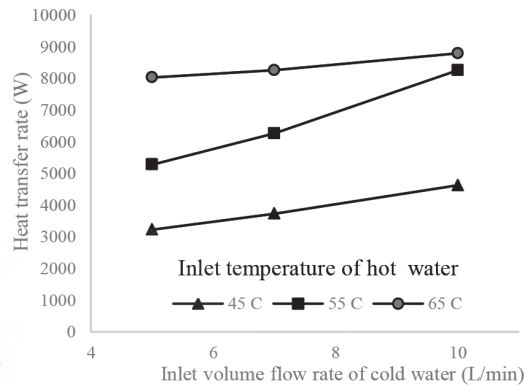 10000
9000
8000
7000
6000
5000
4000
3000
2000
1000
0
Heat transfer rate (W)
Inlet temperature of hot water
45 C 55 C 65 C
4 6 8 10
Inlet volume flow rate of cold water (L/min)